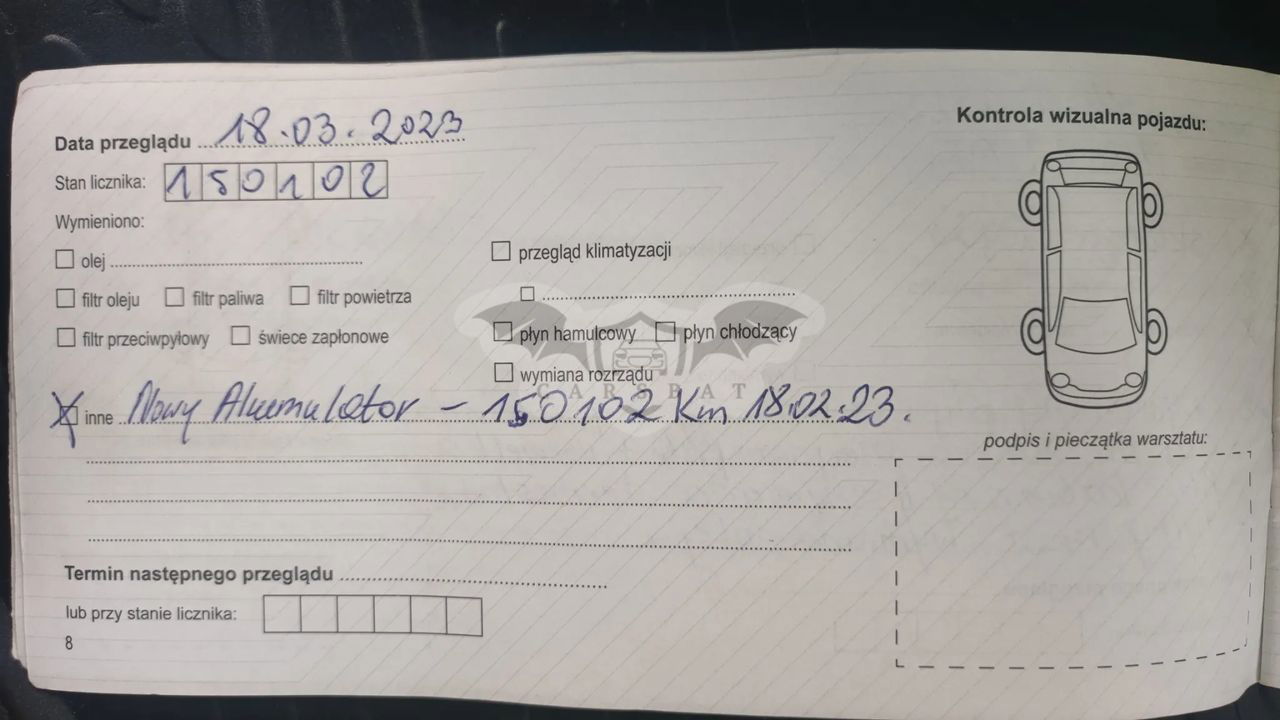 Data przeglądu 18.03.2023
Stan licznika: 150102
Wymieniono:
olej
filtr oleju filtr paliwa filtr powietrza
filtr przeciwpyłowy świece zapłonowe
przegląd klimatyzacji
płyn hamulcowy płyn chłodzący
wymiana rozrządu
CARSBAT
inne Nowy Akumulator - 150102 Km 18.02.23.
Termin następnego przeglądu
lub przy stanie licznika:
8
Kontrola wizualna pojazdu:
podpis i pieczątka warsztatu: